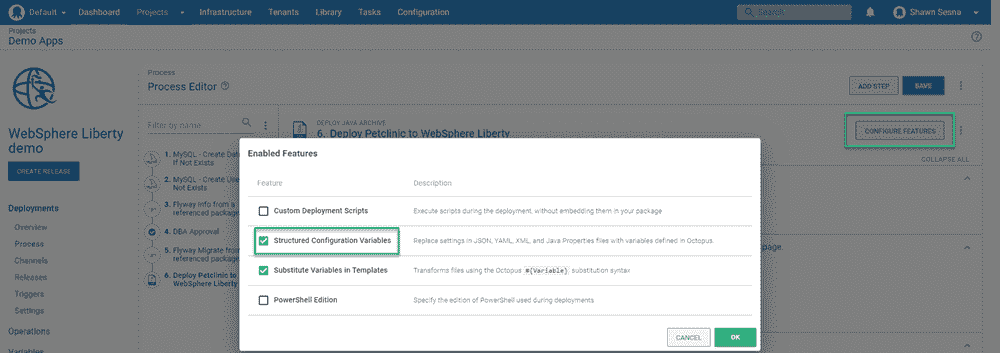 Default
Dashboard
Projects
Infrastructure
Tenants
Library
Tasks
Configuration
Search
Shawn Sesna
Projects
Demo Apps
WebSphere Liberty
demo
CREATE RELEASE
Deployments
Overview
Process
Channels
Releases
Triggers
Settings
Operations
Variables
Process
Process Editor
ADD STEP
SAVE
Filter by name
1. MySQL - Create Data
If Not Exists
2. MySQL - Create Use
Not Exists
3. Flyway Info from a
referenced packag
4. DBA Approval
5. Flyway Migrate from
referenced packag
6. Deploy Petclinic to
WebSphere Liberty
DEPLOY JAVA ARCHIVE
6. Deploy Petclinic to WebSphere Liberty
CONFIGURE FEATURES
COLLAPSE ALL
page.
Enabled Features
Feature
Description
Custom Deployment Scripts
Execute scripts during the deployment, without embedding them in your package
Structured Configuration Variables
Replace settings in JSON, YAML, XML, and Java Properties files with variables defined in Octopus.
Substitute Variables in Templates
Transforms files using the Octopus #{Variable} substitution syntax
PowerShell Edition
Specify the edition of PowerShell used during deployments
CANCEL
OK